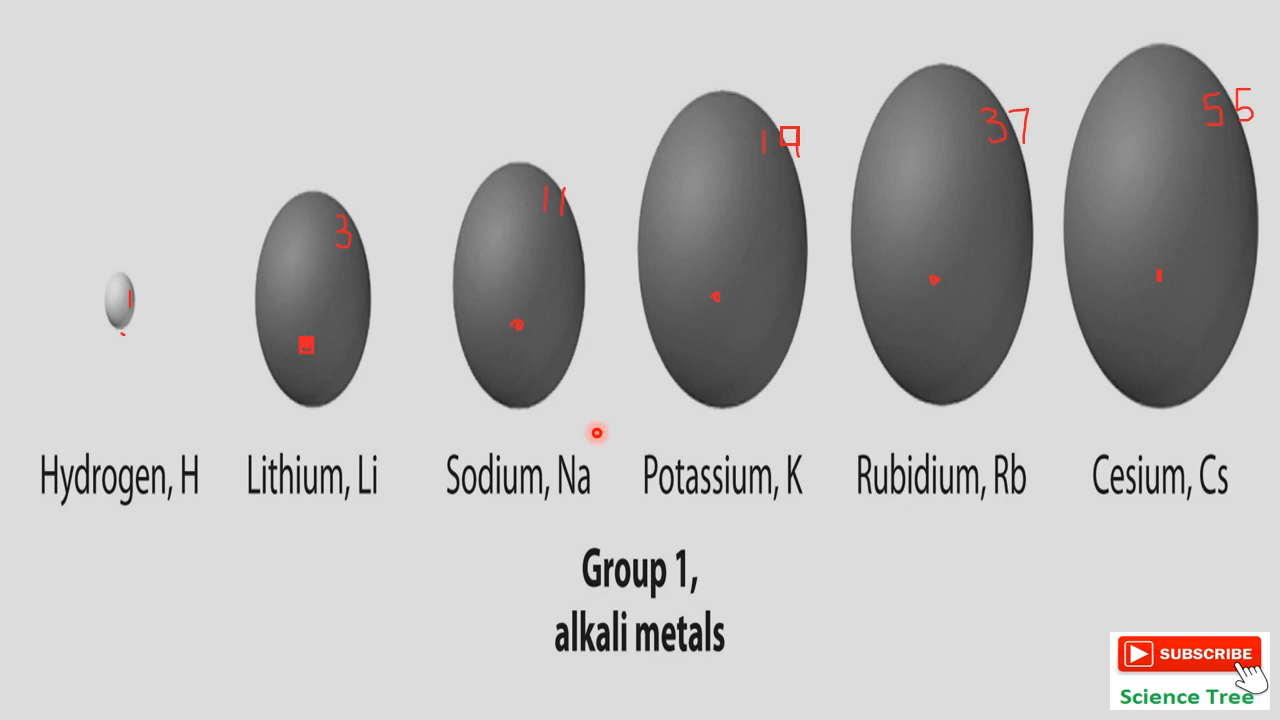 1 3 11 19 37 55
Hydrogen, H Lithium, Li Sodium, Na Potassium, K Rubidium, Rb Cesium, Cs
Group 1,
alkali metals
SUBSCRIBE
Science Tree